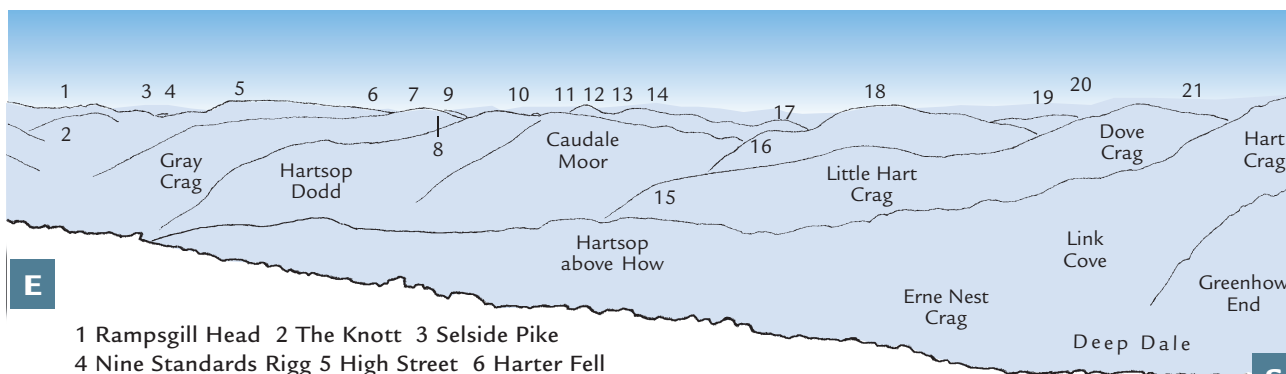 1 3 4 5 6 7 9 10 11 12 13 14 17 18 19 20 21
2 8 16 15
Gray
Crag
Hartsop
Dodd
Caudale
Moor
Little Hart
Crag
Dove
Crag
Hart
Crag
Hartsop
above How
Link
Cove
Erne Nest
Crag
Greenhow
End
Deep Dale
E
1 Rampsgill Head 2 The Knott 3 Selside Pike
4 Nine Standards Rigg 5 High Street 6 Harter Fell